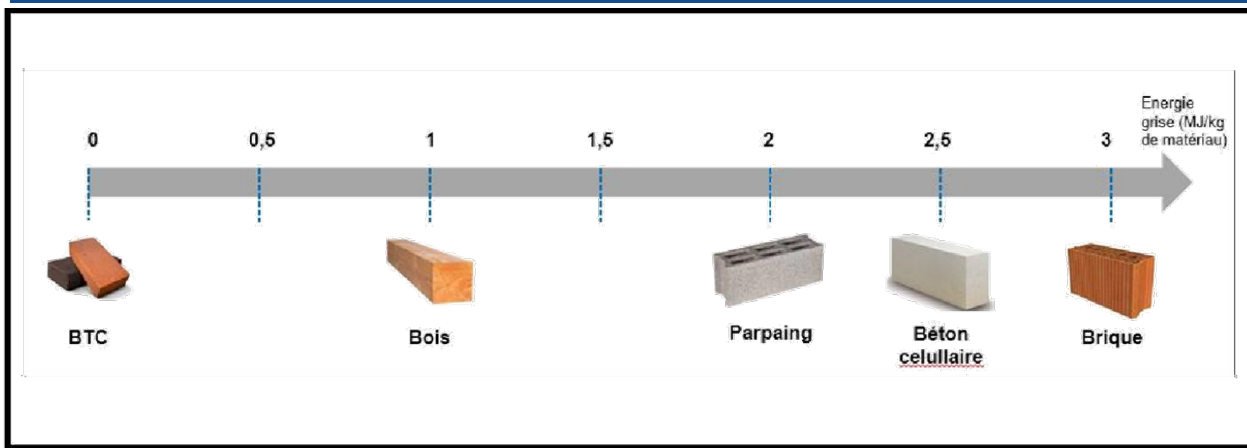 Energie
grise (MJ/kg
de matériau)
0 0,5 1 1,5 2 2,5 3
BTC Bois Parpaing Béton Brique
celullaire